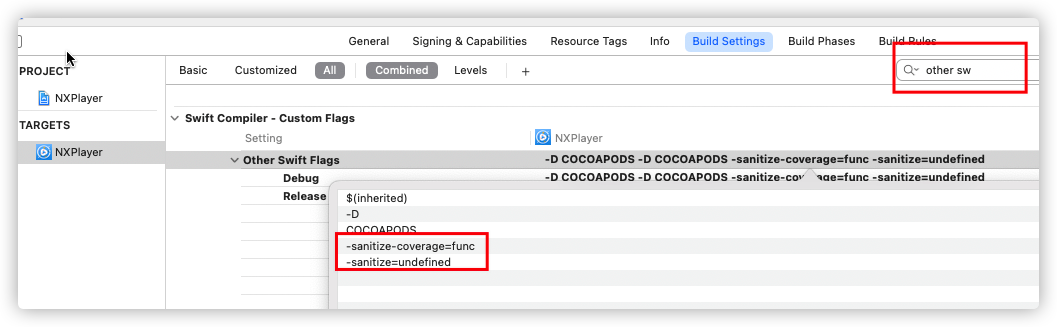 General Signing & Capabilities Resource Tags Info Build Settings Build Phases Build Rules
PROJECT
NXPlayer
TARGETS
NXPlayer
Basic Customized All Combined Levels + other sw
Swift Compiler - Custom Flags
Setting NXPlayer
Other Swift Flags -D COCOAPODS -D COCOAPODS -sanitize-coverage=func -sanitize=undefined
Debug -D COCOAPODS -D COCOAPODS -sanitize-coverage=func -sanitize=undefined
Release
$(inherited)
-D
COCOAPODS
-sanitize-coverage=func
-sanitize=undefined